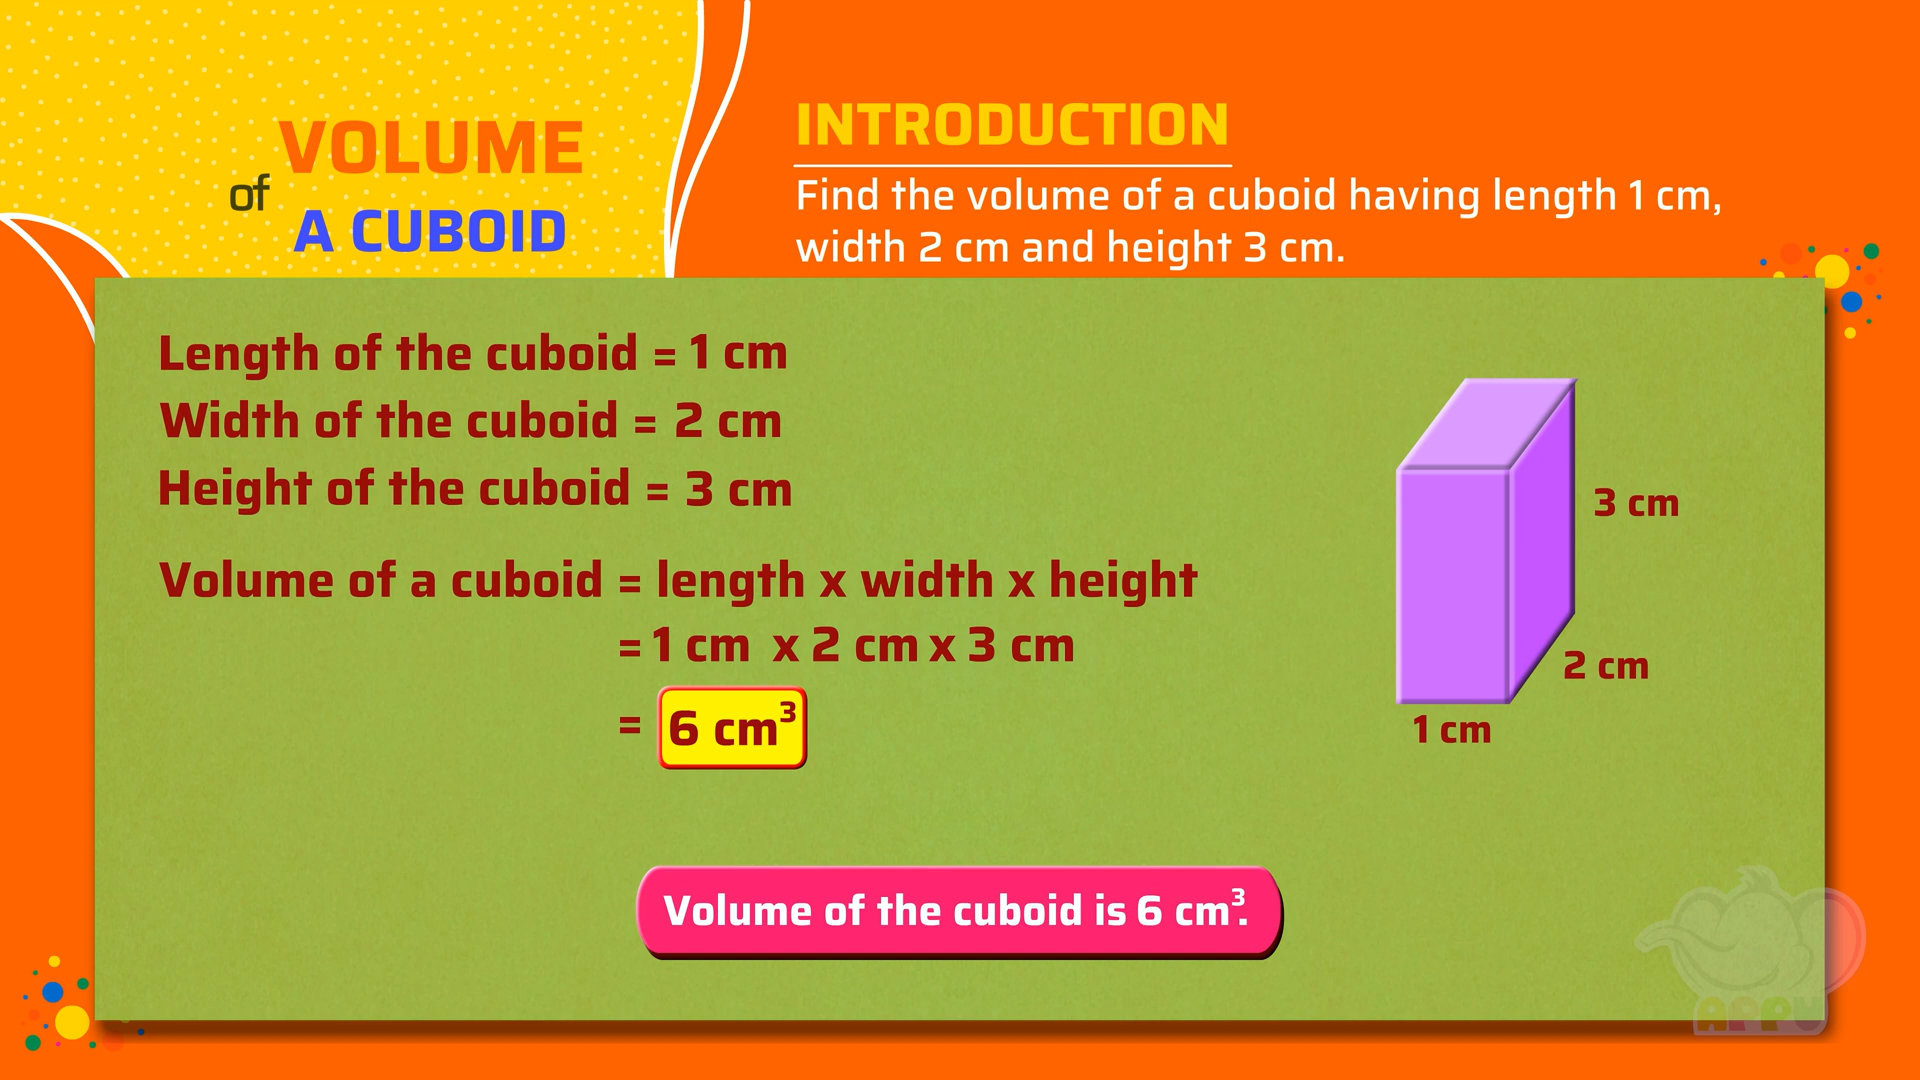 VOLUME
of
A CUBOID
INTRODUCTION
Find the volume of a cuboid having length 1 cm,
width 2 cm and height 3 cm.
Length of the cuboid = 1 cm
Width of the cuboid = 2 cm
Height of the cuboid = 3 cm
Volume of a cuboid = length x width x height
= 1 cm x 2 cm x 3 cm
= 6 cm³
3 cm
2 cm
1 cm
Volume of the cuboid is 6 cm³.
APPU